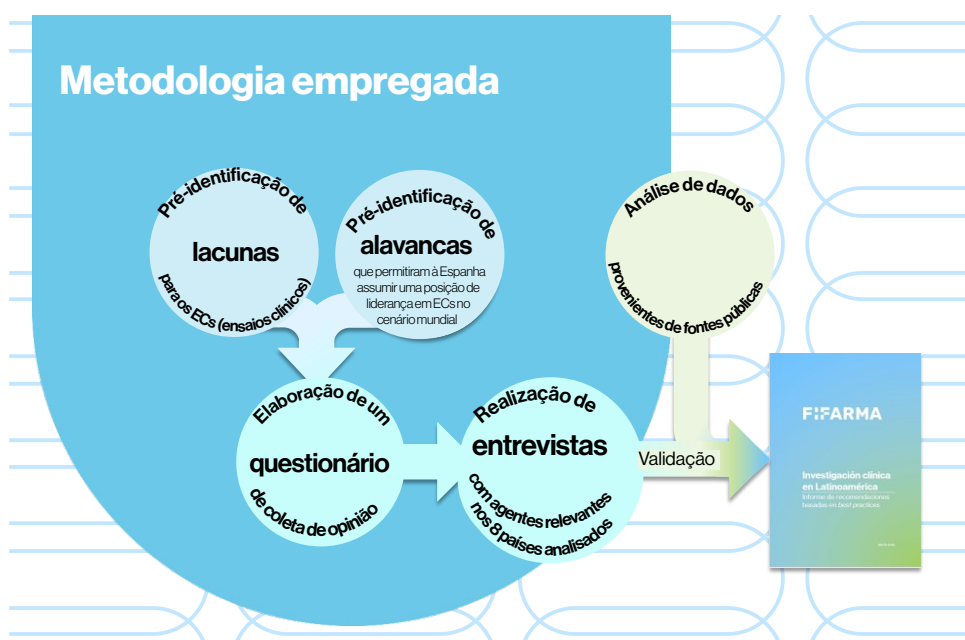 Metodologia empregada
Pré-identificação de
lacunas
para os ECs (ensaios clínicos)
Pré-identificação de
alavancas
que permitiram à Espanha
assumir uma posição de
liderança em ECs no
cenário mundial
Análise de dados
provenientes de fontes públicas
Elaboração de um
questionário
de coleta de opinião
Realização de
entrevistas
com agentes relevantes
nos 8 países analisados
Validação
FIFARMA
Investigación clínica
en Latinoamérica
Informe de recomendaciones
basadas en best practices